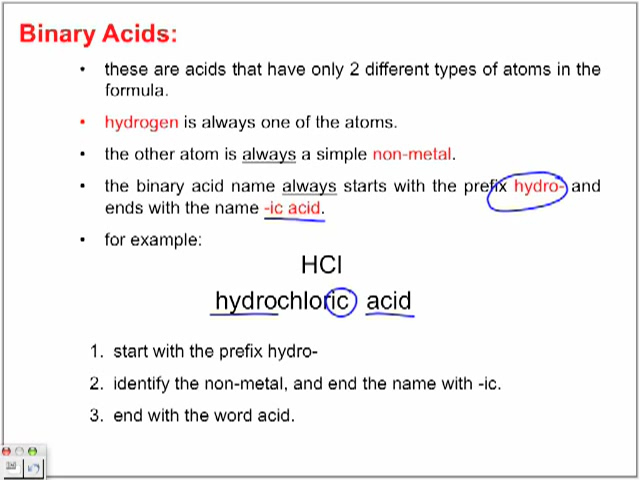 Binary Acids:
• these are acids that have only 2 different types of atoms in the
formula.
• hydrogen is always one of the atoms.
• the other atom is always a simple non-metal.
• the binary acid name always starts with the prefix hydro- and
ends with the name -ic acid.
• for example:
HCl
hydrochloric acid
1. start with the prefix hydro-
2. identify the non-metal, and end the name with -ic.
3. end with the word acid.